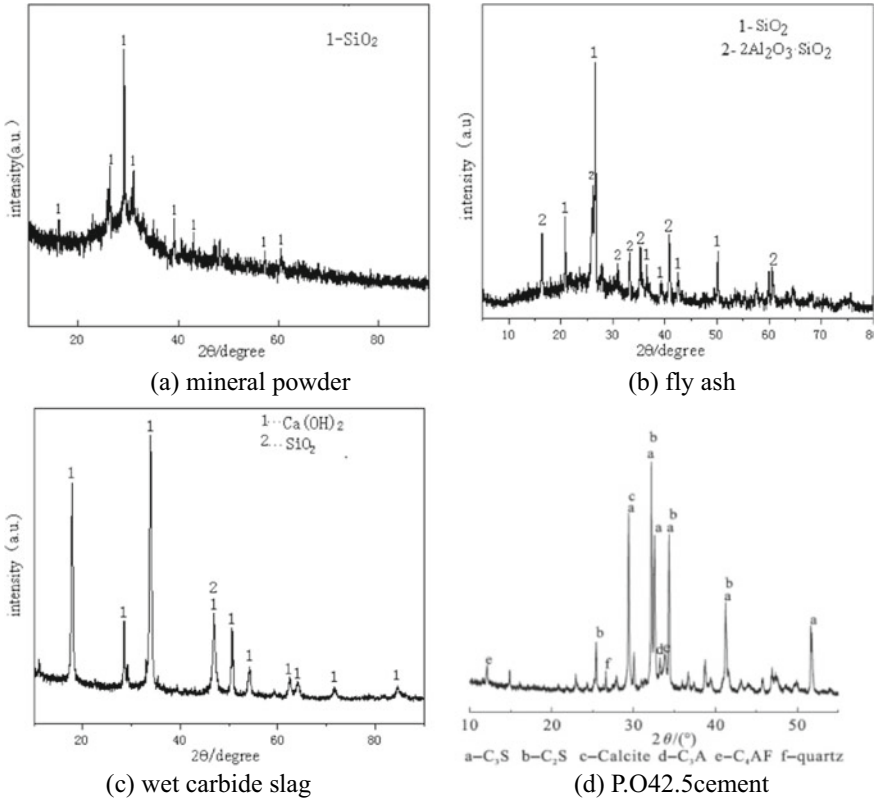 1-SiO₂
1
1
1
1
1
1
1
1
intensity(a.u.)
20
40
60
80
2θ/degree
(a) mineral powder
1-SiO₂
2-2Al₂O₃·SiO₂
1
2
2
1
2
2
2
1
1
2
1
1
2
intensity (a.u)
10
20
30
40
50
60
70
80
2θ/degree
(b) fly ash
1···Ca(OH)₂
2...SiO₂
1
1
1
2
1
1
1
1
1
1
1
intensity (a.u.)
20
40
60
80
2θ/degree
(c) wet carbide slag
b
a
c
a
a
b
a
b
a
a
b
d
e
e
f
10
20
30
40
50
2θ/(°)
a–C₃S b–C₂S c–Calcite d–C₃A e–C₄AF f–quartz
(d) P.O42.5cement